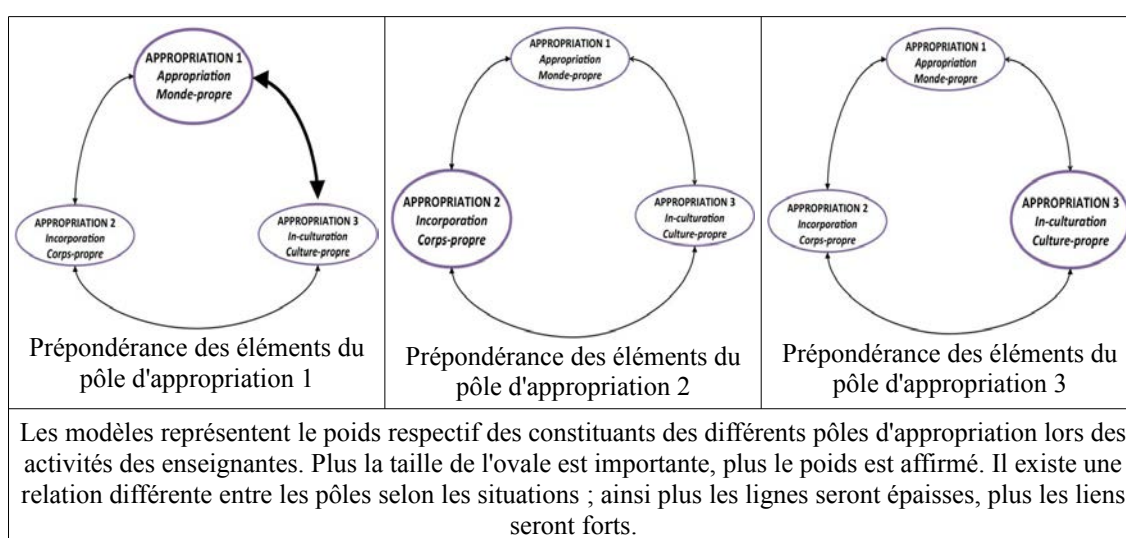 APPROPRIATION 1
Appropriation
Monde-propre
APPROPRIATION 2
Incorporation
Corps-propre
APPROPRIATION 3
In-culturation
Culture-propre
Prépondérance des éléments du
pôle d'appropriation 1
APPROPRIATION 1
Appropriation
Monde-propre
APPROPRIATION 2
Incorporation
Corps-propre
APPROPRIATION 3
In-culturation
Culture-propre
Prépondérance des éléments du
pôle d'appropriation 2
APPROPRIATION 1
Appropriation
Monde-propre
APPROPRIATION 2
Incorporation
Corps-propre
APPROPRIATION 3
In-culturation
Culture-propre
Prépondérance des éléments du
pôle d'appropriation 3
Les modèles représentent le poids respectif des constituants des différents pôles d'appropriation lors des
activités des enseignantes. Plus la taille de l'ovale est importante, plus le poids est affirmé. Il existe une
relation différente entre les pôles selon les situations ; ainsi plus les lignes seront épaisses, plus les liens
seront forts.